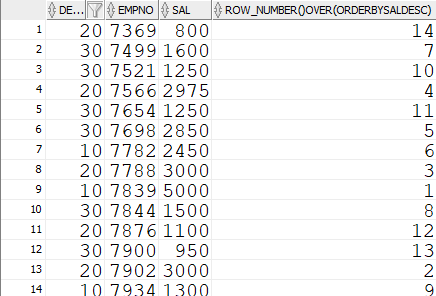 DE... EMPNO SAL ROW_NUMBER()OVER(ORDERBYSALDESC)
1 20 7369 800 14
2 30 7499 1600 7
3 30 7521 1250 10
4 20 7566 2975 4
5 30 7654 1250 11
6 30 7698 2850 5
7 10 7782 2450 6
8 20 7788 3000 3
9 10 7839 5000 1
10 30 7844 1500 8
11 20 7876 1100 12
12 30 7900 950 13
13 20 7902 3000 2
14 10 7934 1300 9